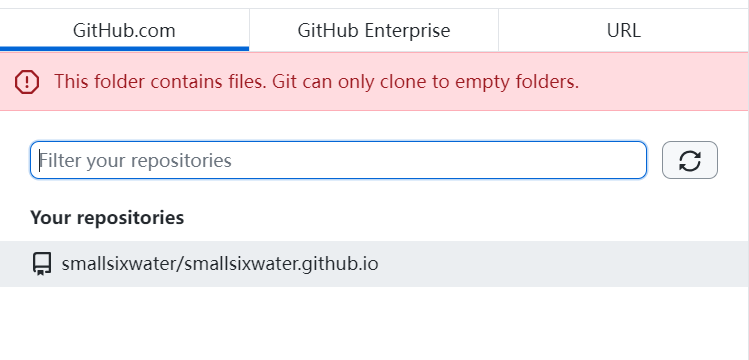 GitHub.com GitHub Enterprise URL
This folder contains files. Git can only clone to empty folders.
Filter your repositories
Your repositories
smallsixwater/smallsixwater.github.io